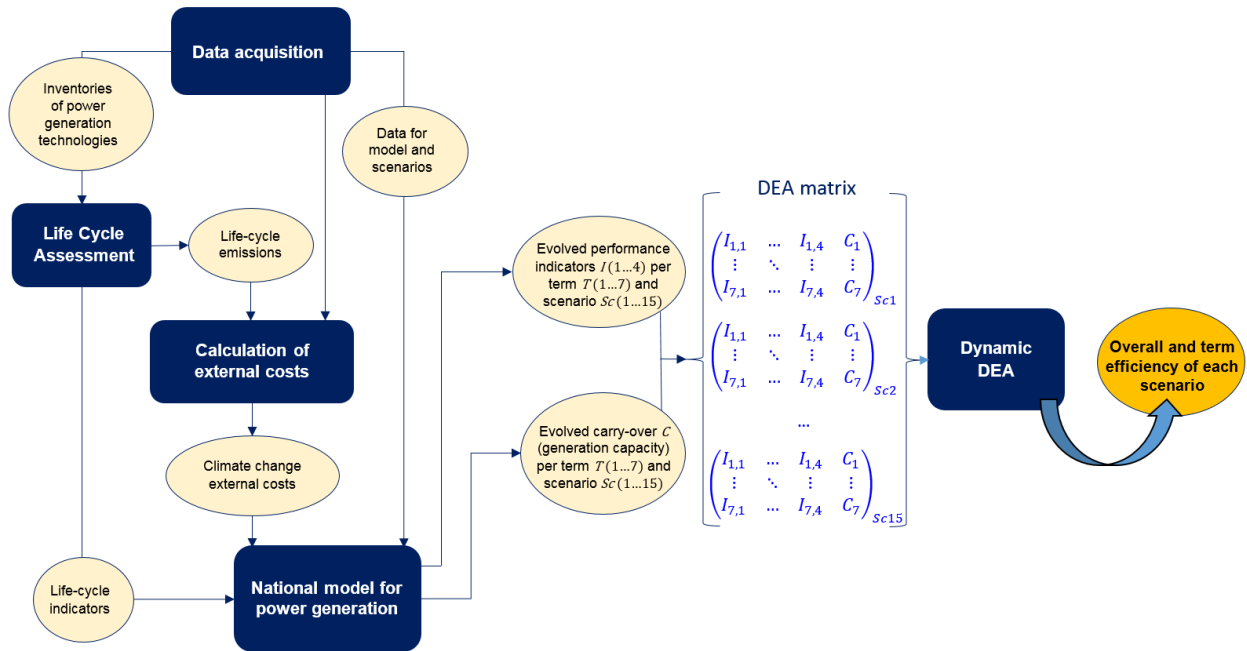 Data acquisition
Inventories
of power
generation
technologies
Data for
model and
scenarios
Life Cycle
Assessment
Life-cycle
emissions
Calculation of
external costs
Climate change
external costs
Life-cycle
indicators
National model for
power generation
Evolved performance
indicators I(1…4) per
term T(1…7) and
scenario Sc(1…15)
Evolved carry-over C
(generation capacity)
per term T(1…7) and
scenario Sc(1…15)
DEA matrix
I1,1 … I1,4 C1
⋮ ⋱ ⋮ ⋮
I7,1 … I7,4 C7
Sc1
I1,1 … I1,4 C1
⋮ ⋱ ⋮ ⋮
I7,1 … I7,4 C7
Sc2
…
I1,1 … I1,4 C1
⋮ ⋱ ⋮ ⋮
I7,1 … I7,4 C7
Sc15
Dynamic
DEA
Overall and term
efficiency of each
scenario